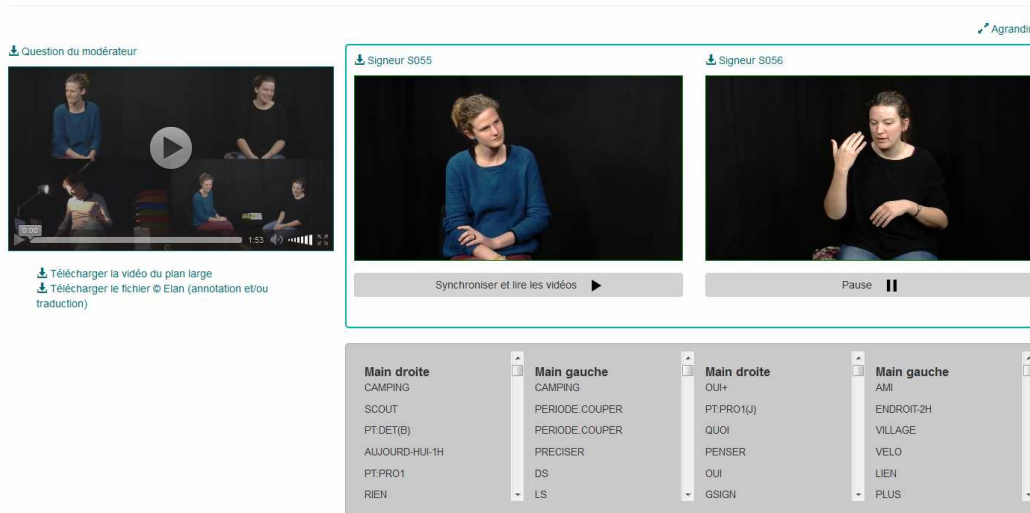 Agrandir
Question du modérateur
Signeur S055
Signeur S056
0:00
1:53
Télécharger la vidéo du plan large
Télécharger le fichier © Elan (annotation et/ou
traduction)
Synchroniser et lire les vidéos
Pause
Main droite
CAMPING
SCOUT
PT:DET(B)
AUJOURD-HUI-1H
PT:PRO1
RIEN
Main gauche
CAMPING
PERIODE.COUPER
PERIODE.COUPER
PRECISER
DS
LS
Main droite
OUI+
PT:PRO1(J)
QUOI
PENSER
OUI
GSIGN
Main gauche
AMI
ENDROIT-2H
VILLAGE
VELO
LIEN
PLUS